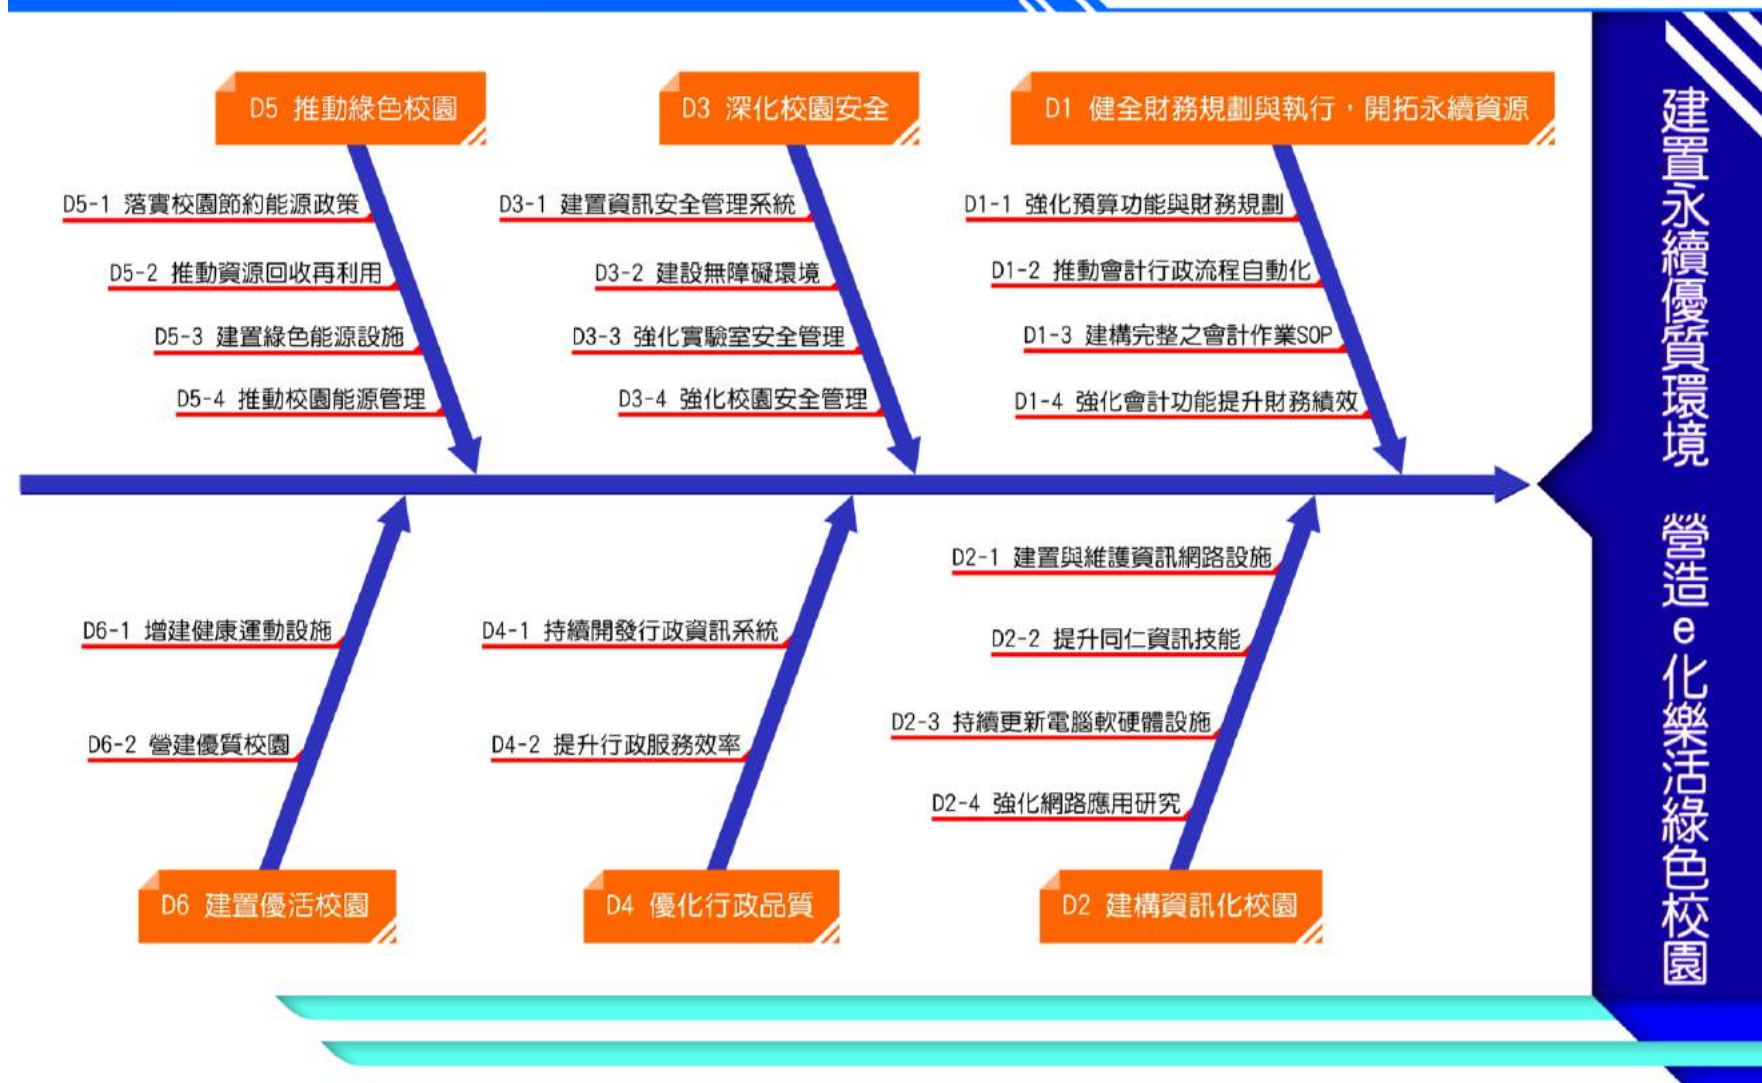 D5 推動綠色校園
D5-1 落實校園節約能源政策
D5-2 推動資源回收再利用
D5-3 建置綠色能源設施
D5-4 推動校園能源管理
D3 深化校園安全
D3-1 建置資訊安全管理系統
D3-2 建設無障礙環境
D3-3 強化實驗室安全管理
D3-4 強化校園安全管理
D1 健全財務規劃與執行，開拓永續資源
D1-1 強化預算功能與財務規劃
D1-2 推動會計行政流程自動化
D1-3 建構完整之會計作業SOP
D1-4 強化會計功能提升財務績效
D6-1 增建健康運動設施
D6-2 營建優質校園
D6 建置優活校園
D4-1 持續開發行政資訊系統
D4-2 提升行政服務效率
D4 優化行政品質
D2-1 建置與維護資訊網路設施
D2-2 提升同仁資訊技能
D2-3 持續更新電腦軟硬體設施
D2-4 強化網路應用研究
D2 建構資訊化校園
建置永續優質環境 營造e化樂活綠色校園